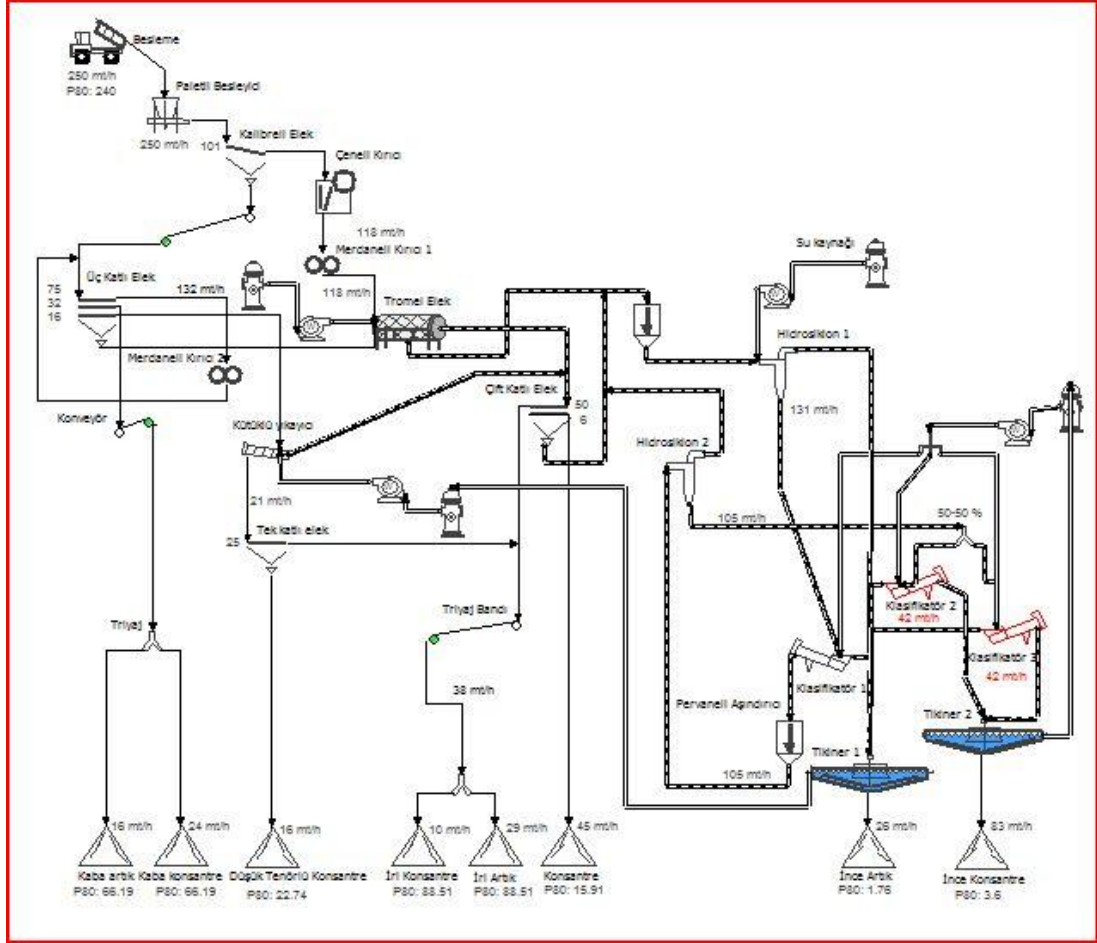 Besleme
250 mt/h
P80: 240
Paletli Besleyici
250 mt/h
101
Kalibreli Elek
Çeneli Kırıcı
118 mt/h
Merdaneli Kırıcı 1
118 mt/h
Su kaynağı
Üç Katlı Elek
75
32
16
132 mt/h
Tromel Elek
Hidrosiklon 1
Merdaneli Kırıcı 2
Çift Katlı Elek
50
6
131 mt/h
Konveyör
Kütüklü yıkayıcı
Hidrosiklon 2
21 mt/h
105 mt/h
50-50 %
25
Tek katlı elek
Klasifikatör 2
42 mt/h
Triyaj Bandı
Triyaj
Klasifikatör 3
42 mt/h
Klasifikatör 1
38 mt/h
Pervaneli Aşındırıcı
Tikiner 2
Tikiner 1
105 mt/h
16 mt/h
24 mt/h
16 mt/h
10 mt/h
29 mt/h
45 mt/h
26 mt/h
83 mt/h
Kaba artık
P80: 66.19
Kaba konsantre
P80: 66.19
Düşük Tenörlü Konsantre
P80: 22.74
İri Konsantre
P80: 88.51
İri Artık
P80: 88.51
Konsantre
P80: 15.91
İnce Artık
P80: 1.76
İnce Konsantre
P80: 3.6